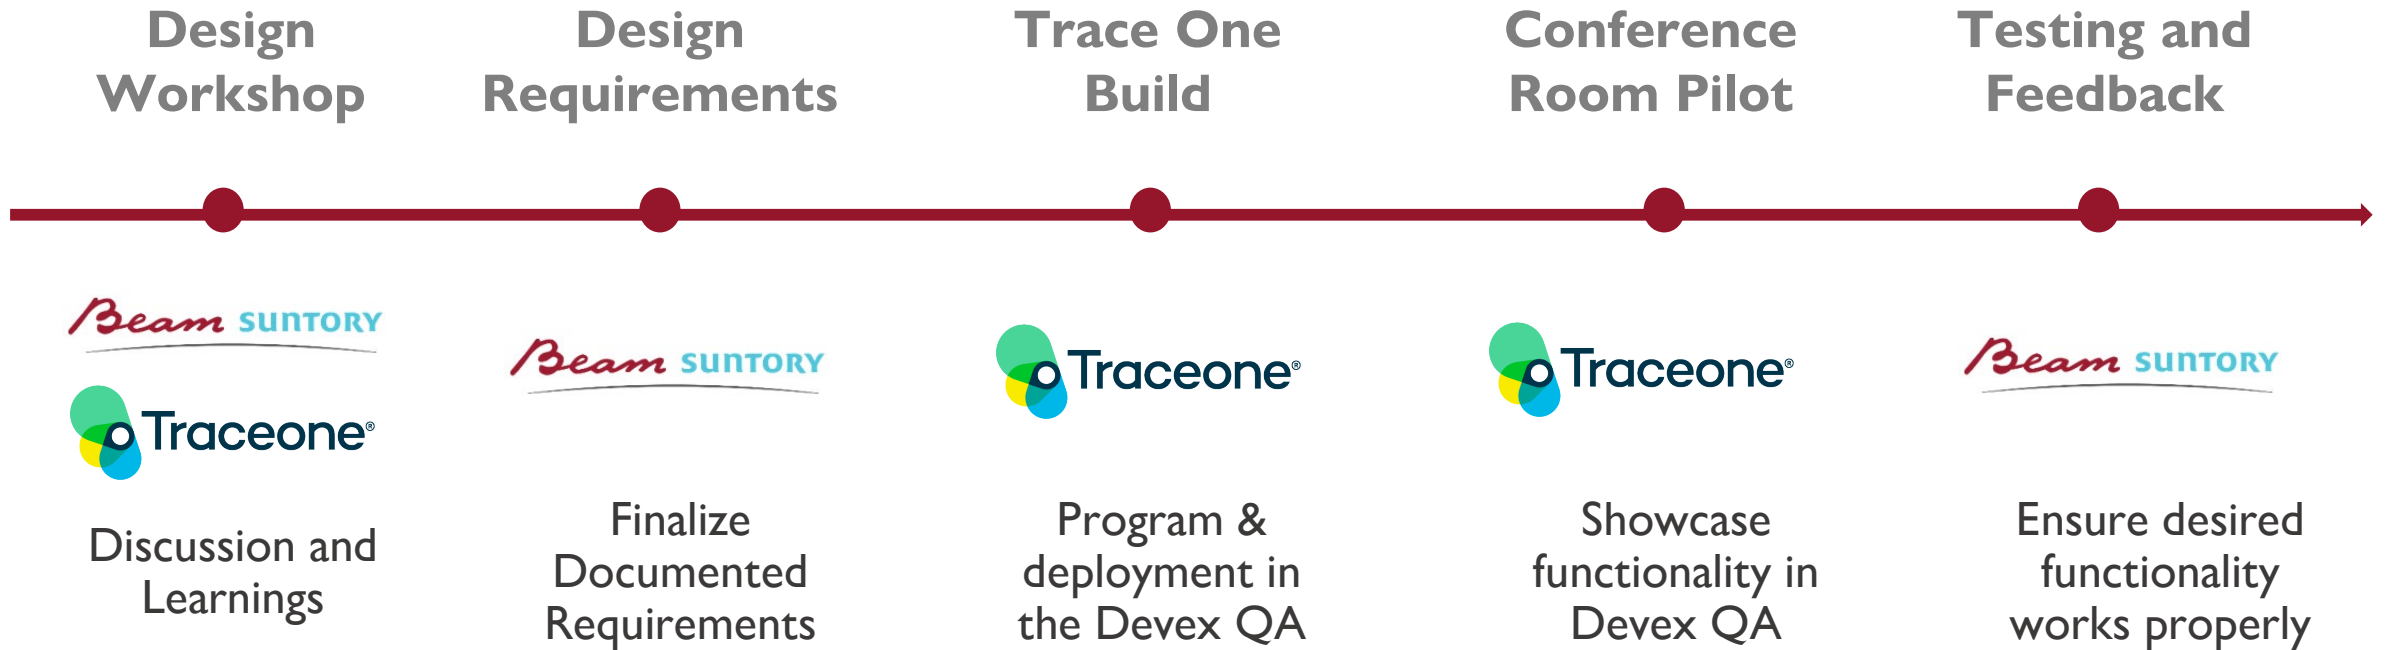 Design
Workshop
Design
Requirements
Trace One
Build
Conference
Room Pilot
Testing and
Feedback
Beam SUNTORY
Traceone®
Beam SUNTORY
Traceone®
Traceone®
Beam SUNTORY
Discussion and
Learnings
Finalize
Documented
Requirements
Program &
deployment in
the Devex QA
Showcase
functionality in
Devex QA
Ensure desired
functionality
works properly